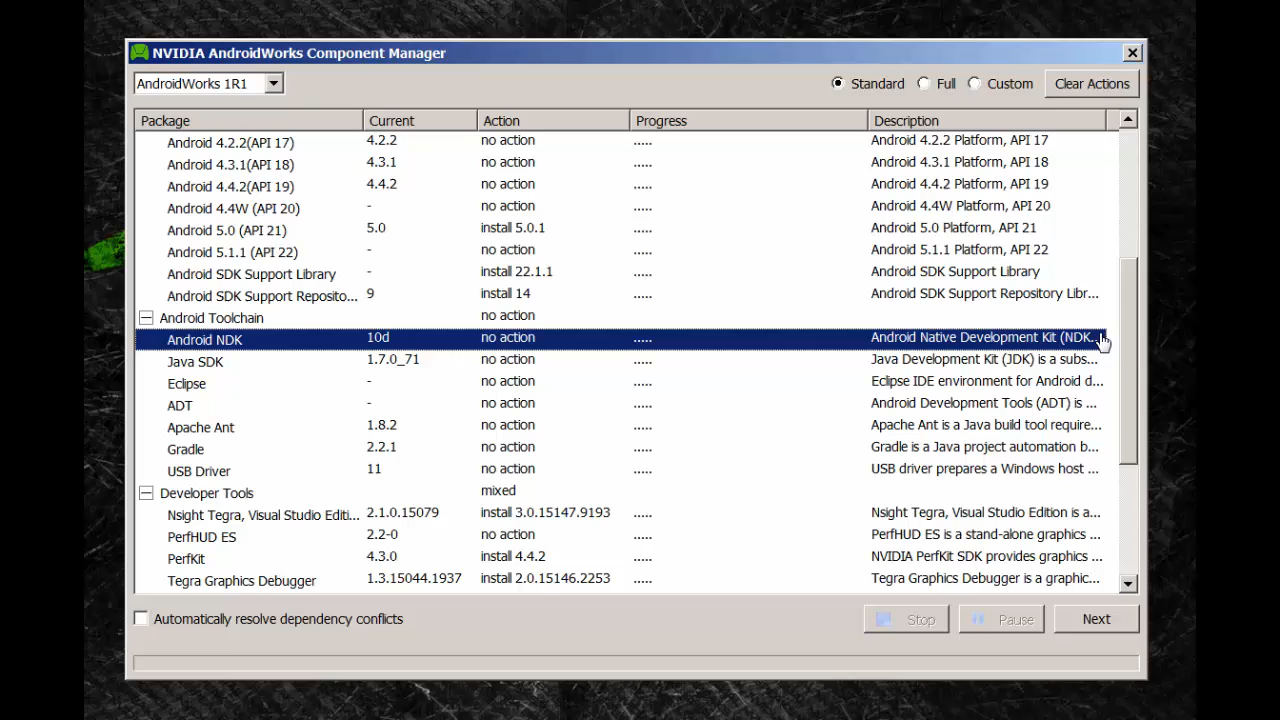 NVIDIA AndroidWorks Component Manager
AndroidWorks 1R1 Standard Full Custom Clear Actions
Package Current Action Progress Description
Android 4.2.2(API 17) 4.2.2 no action ..... Android 4.2.2 Platform, API 17
Android 4.3.1(API 18) 4.3.1 no action ..... Android 4.3.1 Platform, API 18
Android 4.4.2(API 19) 4.4.2 no action ..... Android 4.4.2 Platform, API 19
Android 4.4W (API 20) - no action ..... Android 4.4W Platform, API 20
Android 5.0 (API 21) 5.0 install 5.0.1 ..... Android 5.0 Platform, API 21
Android 5.1.1 (API 22) - no action ..... Android 5.1.1 Platform, API 22
Android SDK Support Library - install 22.1.1 ..... Android SDK Support Library
Android SDK Support Reposito... 9 install 14 ..... Android SDK Support Repository Libr...
Android Toolchain no action
Android NDK 10d no action ..... Android Native Development Kit (NDK...
Java SDK 1.7.0_71 no action ..... Java Development Kit (JDK) is a subs...
Eclipse - no action ..... Eclipse IDE environment for Android d...
ADT - no action ..... Android Development Tools (ADT) is ...
Apache Ant 1.8.2 no action ..... Apache Ant is a Java build tool require...
Gradle 2.2.1 no action ..... Gradle is a Java project automation b...
USB Driver 11 no action ..... USB driver prepares a Windows host ...
Developer Tools mixed
Nsight Tegra, Visual Studio Editi... 2.1.0.15079 install 3.0.15147.9193 ..... Nsight Tegra, Visual Studio Edition is a...
PerfHUD ES 2.2-0 no action ..... PerfHUD ES is a stand-alone graphics ...
PerfKit 4.3.0 install 4.4.2 ..... NVIDIA PerfKit SDK provides graphics ...
Tegra Graphics Debugger 1.3.15044.1937 install 2.0.15146.2253 ..... Tegra Graphics Debugger is a graphic...
Automatically resolve dependency conflicts Stop Pause Next